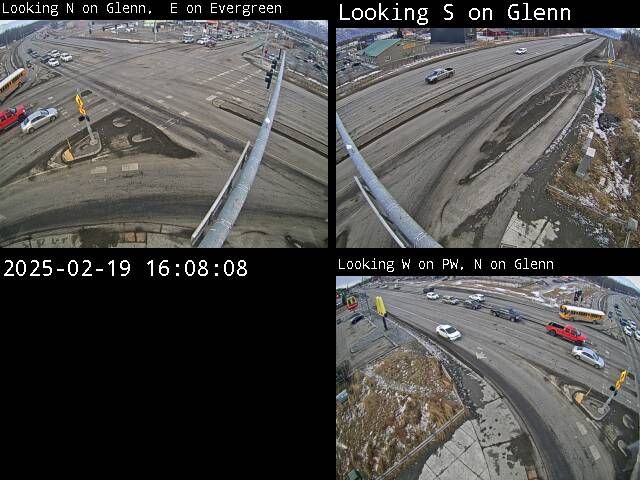 Looking N on Glenn,  E on Evergreen
Looking S on Glenn
2025-02-19 16:08:08
Looking W on PW, N on Glenn